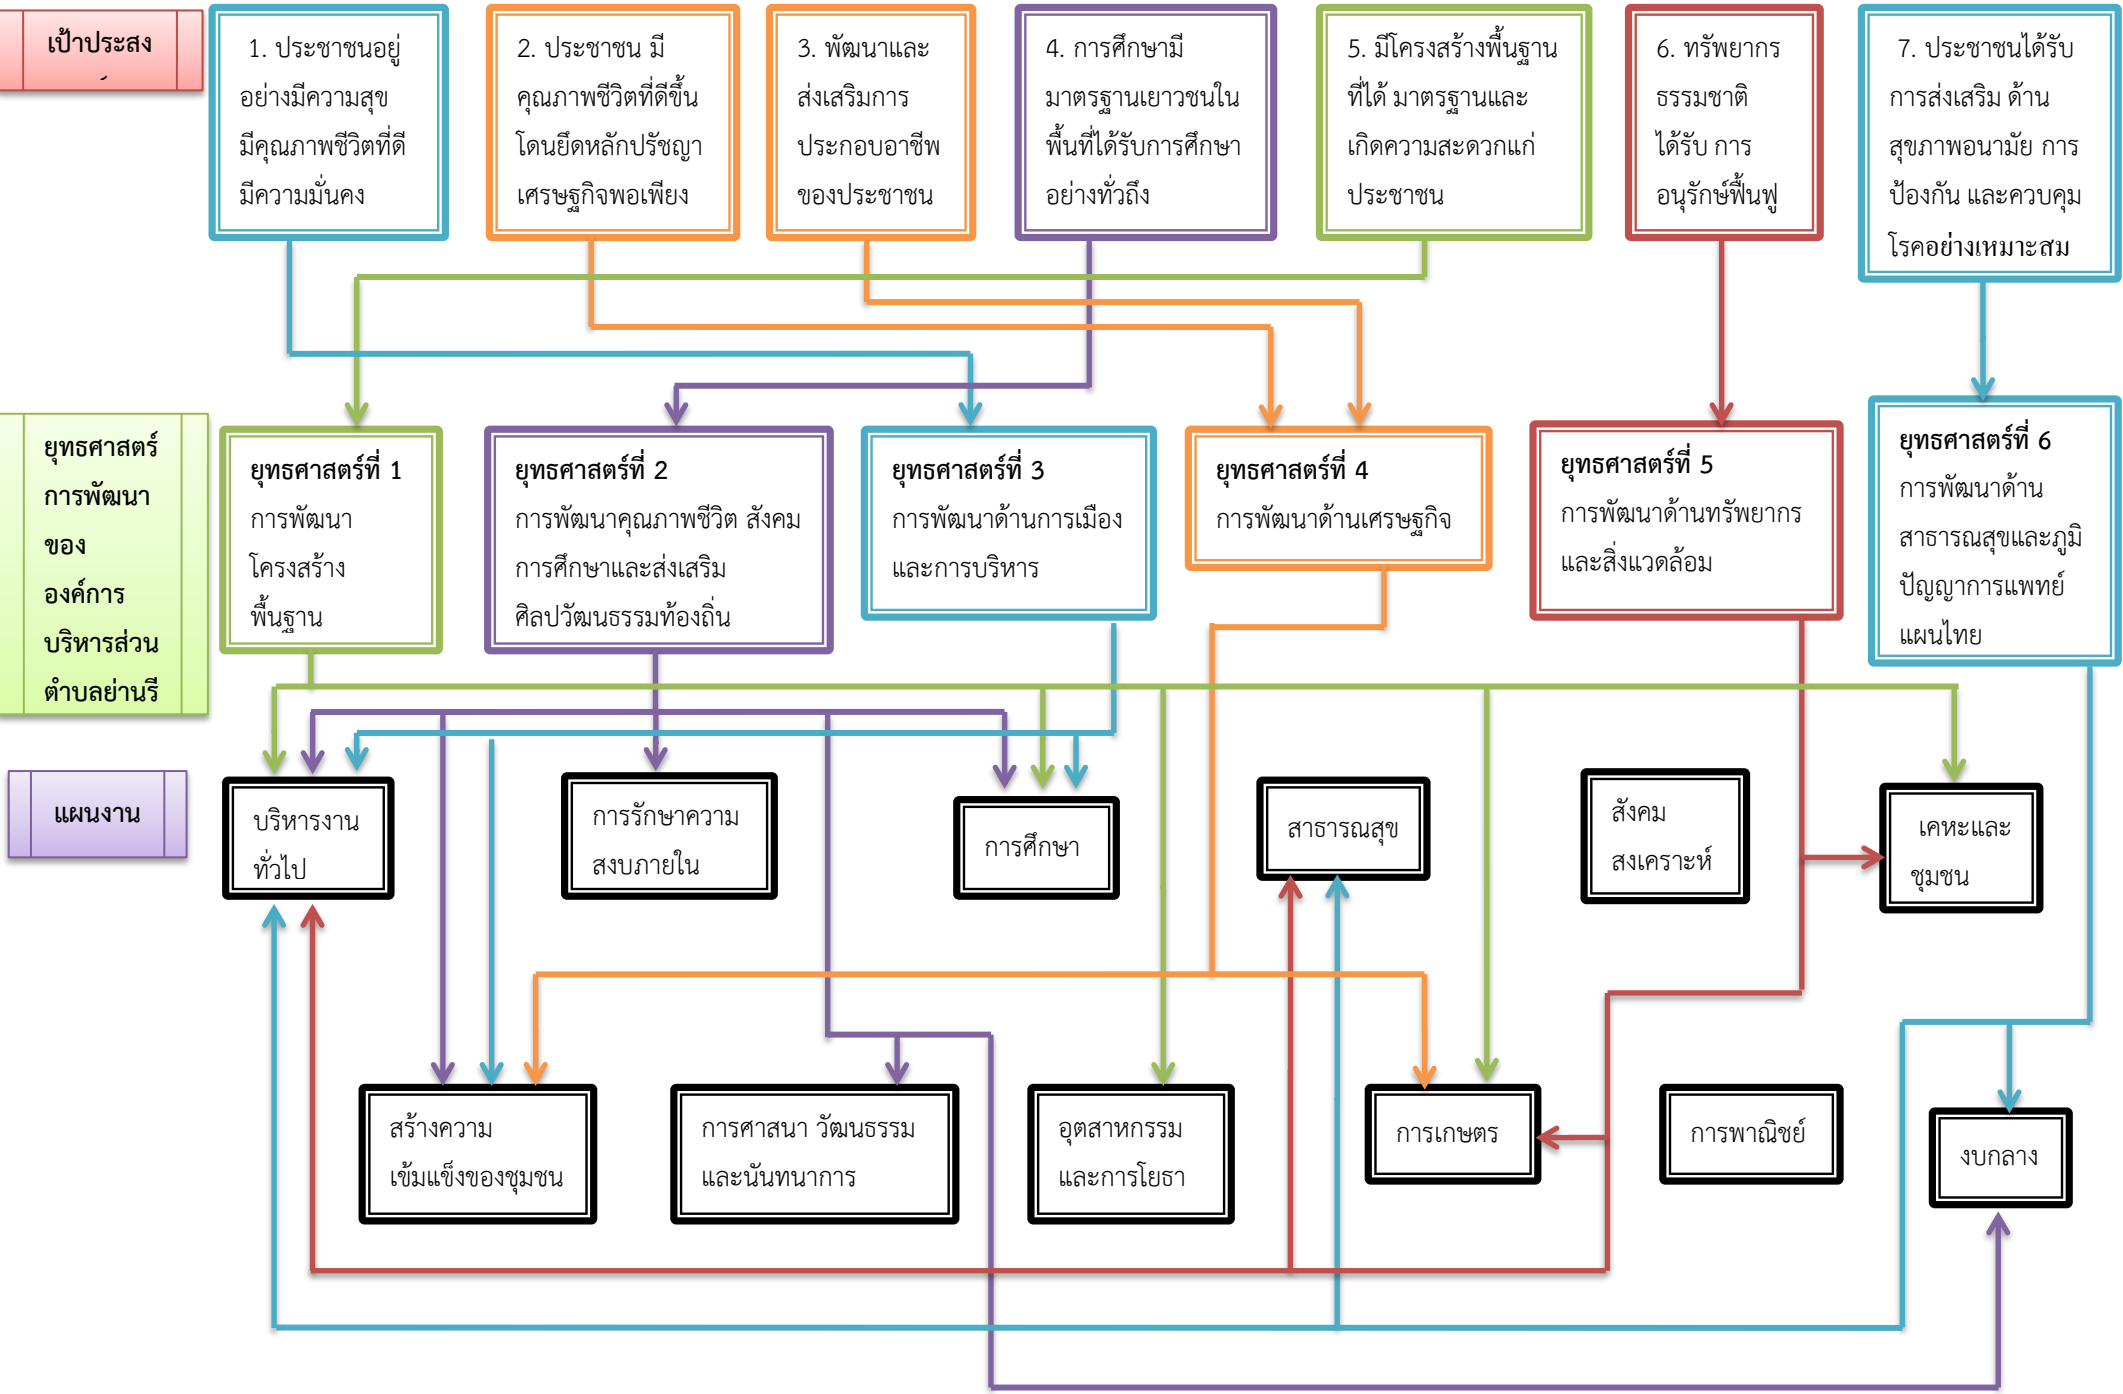 เป้าประสง
1. ประชาชนอยู่
อย่างมีความสุข
มีคุณภาพชีวิตที่ดี
มีความมั่นคง
2. ประชาชน มี
คุณภาพชีวิตที่ดีขึ้น
โดนยึดหลักปรัชญา
เศรษฐกิจพอเพียง
3. พัฒนาและ
ส่งเสริมการ
ประกอบอาชีพ
ของประชาชน
4. การศึกษามี
มาตรฐานเยาวชนใน
พื้นที่ได้รับการศึกษา
อย่างทั่วถึง
5. มีโครงสร้างพื้นฐาน
ที่ได้ มาตรฐานและ
เกิดความสะดวกแก่
ประชาชน
6. ทรัพยากร
ธรรมชาติ
ได้รับ การ
อนุรักษ์ฟื้นฟู
7. ประชาชนได้รับ
การส่งเสริม ด้าน
สุขภาพอนามัย การ
ป้องกัน และควบคุม
โรคอย่างเหมาะสม
ยุทธศาสตร์
การพัฒนา
ของ
องค์การ
บริหารส่วน
ตำบลย่านรี
ยุทธศาสตร์ที่ 1
การพัฒนา
โครงสร้าง
พื้นฐาน
ยุทธศาสตร์ที่ 2
การพัฒนาคุณภาพชีวิต สังคม
การศึกษาและส่งเสริม
ศิลปวัฒนธรรมท้องถิ่น
ยุทธศาสตร์ที่ 3
การพัฒนาด้านการเมือง
และการบริหาร
ยุทธศาสตร์ที่ 4
การพัฒนาด้านเศรษฐกิจ
ยุทธศาสตร์ที่ 5
การพัฒนาด้านทรัพยากร
และสิ่งแวดล้อม
ยุทธศาสตร์ที่ 6
การพัฒนาด้าน
สาธารณสุขและภูมิ
ปัญญาการแพทย์
แผนไทย
แผนงาน
บริหารงาน
ทั่วไป
การรักษาความ
สงบภายใน
การศึกษา
สาธารณสุข
สังคม
สงเคราะห์
เคหะและ
ชุมชน
สร้างความ
เข้มแข็งของชุมชน
การศาสนา วัฒนธรรม
และนันทนาการ
อุตสาหกรรม
และการโยธา
การเกษตร
การพาณิชย์
งบกลาง